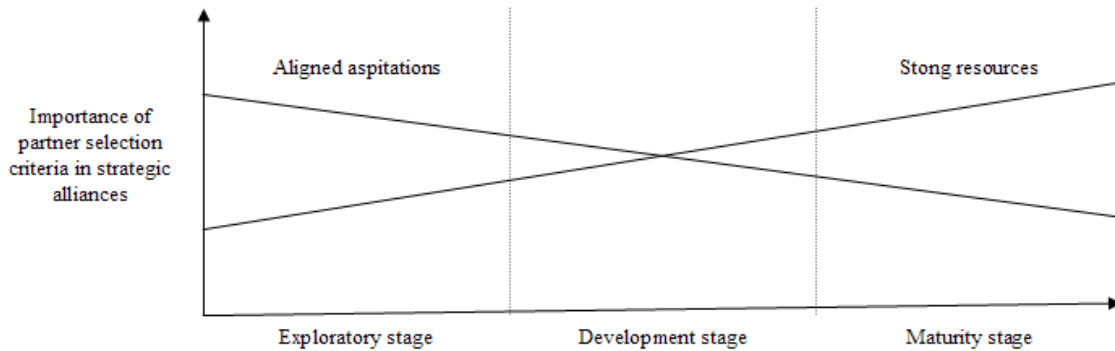 Aligned aspitations
Stong resources
Importance of
partner selection
criteria in strategic
alliances
Exploratory stage
Development stage
Maturity stage